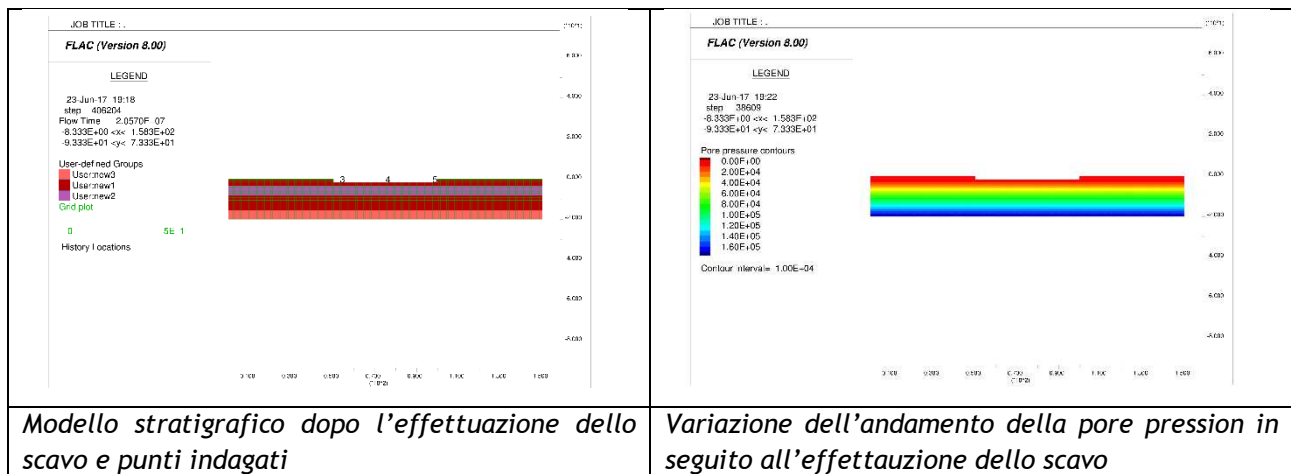 JOB TITLE : .
FLAC (Version 8.00)
LEGEND
23-Jun-17 19:18
step 406204
Flow Time 2.0570E 07
-8.333E+00 <x< 1.583E+02
-9.333E+01 <y< 7.333E+01
User-defined Groups
User:new3
User:new1
User:new2
Grid plot
0 5E 1
History Locations
3 4 5
JOB TITLE : .
FLAC (Version 8.00)
LEGEND
23-Jun-17 19:22
step 38609
-8.333E+00 <x< 1.583E+02
-9.333E+01 <y< 7.333E+01
Pore pressure contours
0.00E+00
2.00E+04
4.00E+04
6.00E+04
8.00E+04
1.00E+05
1.20E+05
1.40E+05
1.60E+05
Contour interval= 1.00E+04
Modello stratigrafico dopo l'effettuazione dello
scavo e punti indagati
Variazione dell'andamento della pore pression in
seguito all'effettauzione dello scavo